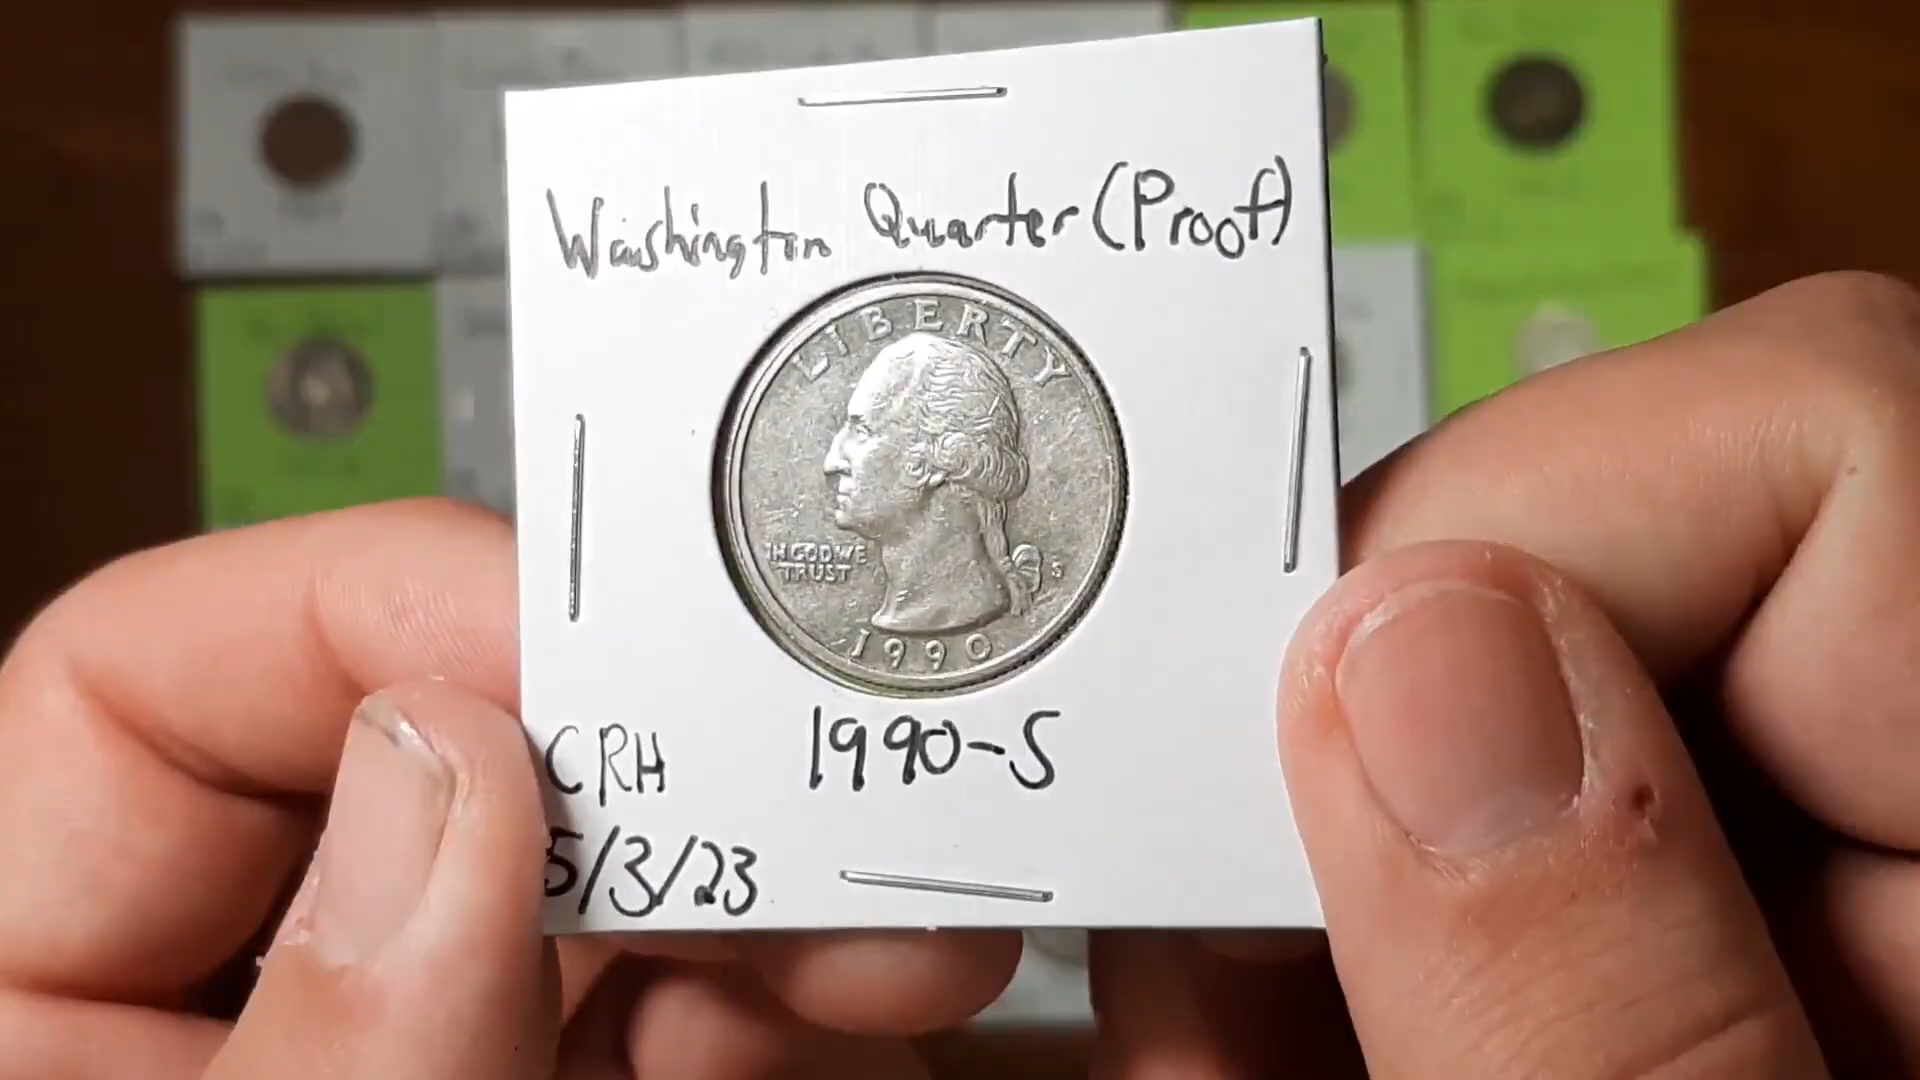 Washington Quarter (Proof)
LIBERTY
IN GOD WE
TRUST
S
1990
CRH
1990-S
5/3/23